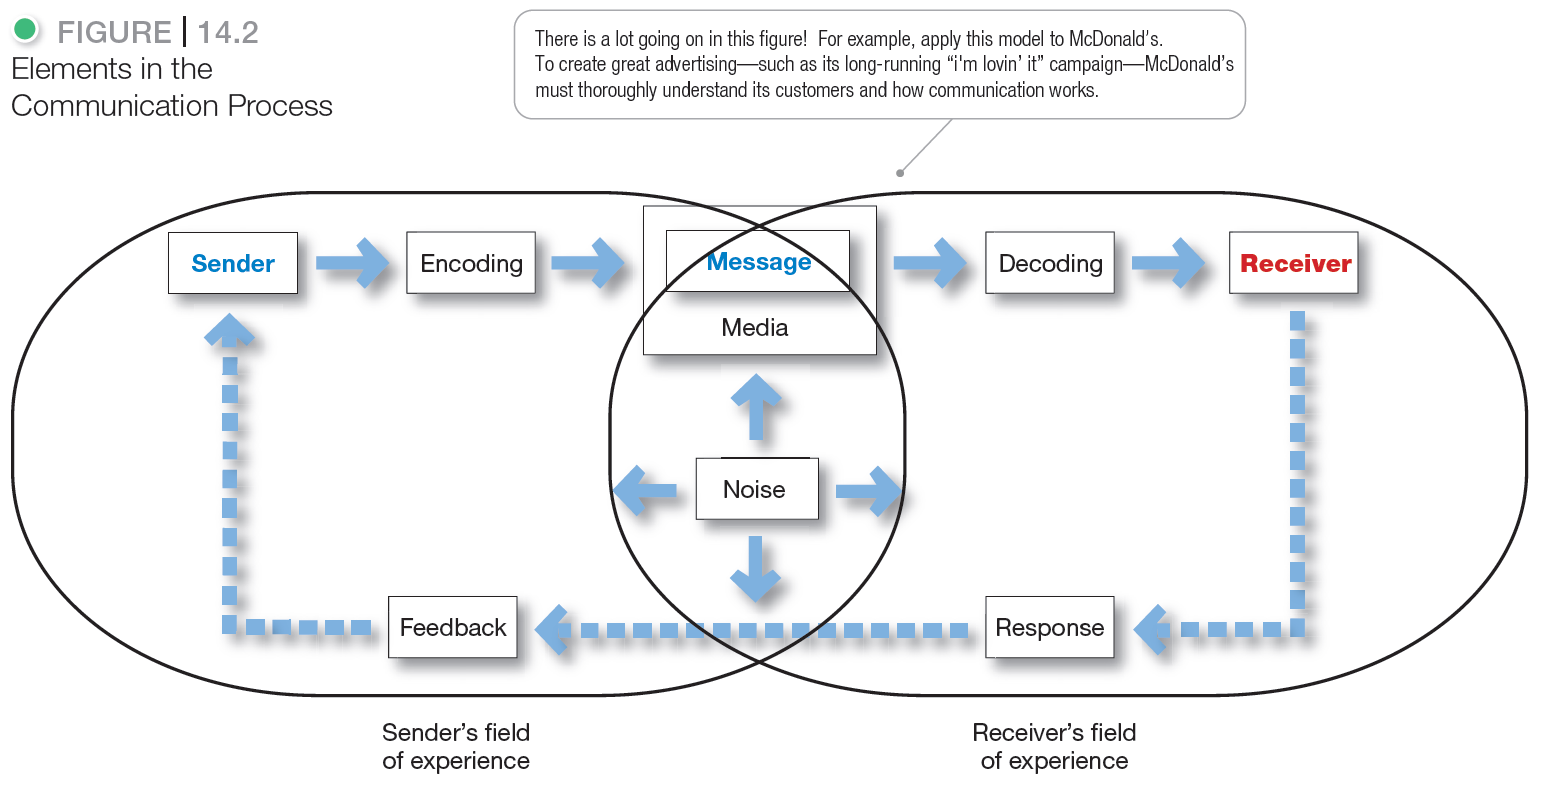 FIGURE | 14.2
Elements in the
Communication Process
There is a lot going on in this figure! For example, apply this model to McDonald's.
To create great advertising—such as its long-running “i'm lovin’ it” campaign—McDonald’s
must thoroughly understand its customers and how communication works.
Sender
Encoding
Message
Media
Decoding
Receiver
Noise
Feedback
Response
Sender’s field
of experience
Receiver’s field
of experience